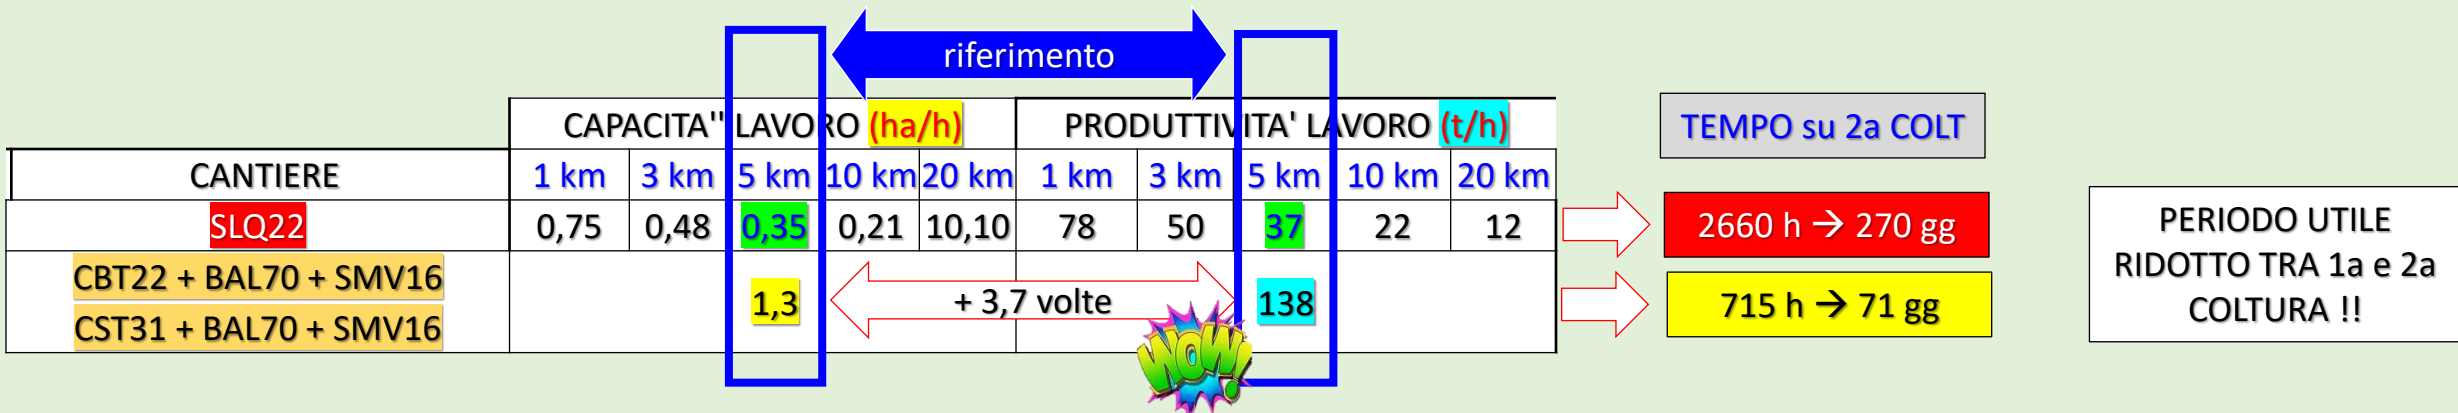 riferimento
CAPACITA'' LAVORO (ha/h) PRODUTTIVITA' LAVORO (t/h)
TEMPO su 2a COLT
CANTIERE 1 km 3 km 5 km 10 km 20 km 1 km 3 km 5 km 10 km 20 km
SLQ22 0,75 0,48 0,35 0,21 10,10 78 50 37 22 12
2660 h → 270 gg
CBT22 + BAL70 + SMV16
CST31 + BAL70 + SMV16
1,3 + 3,7 volte 138
715 h → 71 gg
WOW!
PERIODO UTILE
RIDOTTO TRA 1a e 2a
COLTURA !!